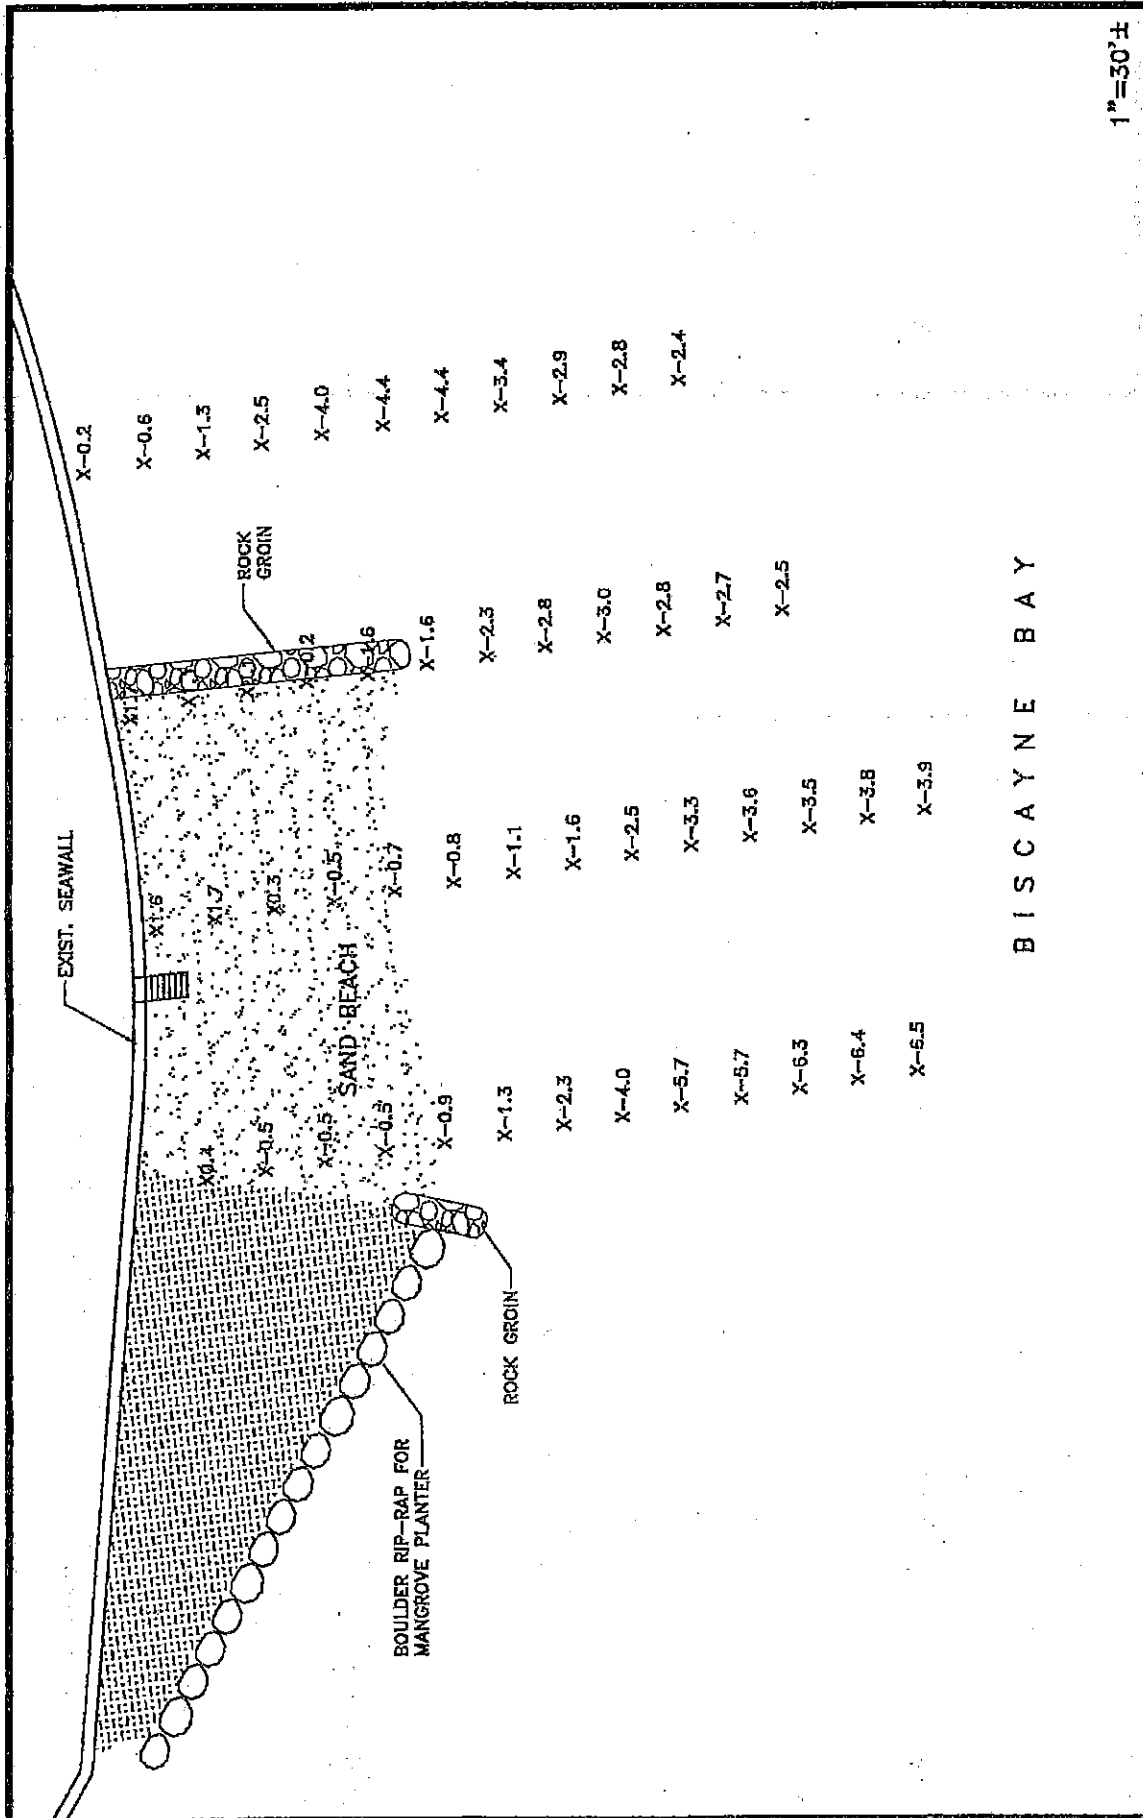 EXIST. SEAWALL
X-0.2
X-0.6
X-1.3
X-2.5
X-4.0
X-4.4
X-4.4
X-3.4
X-2.9
X-2.8
X-2.4
ROCK
GROIN
X-1.6
X-1.6
X-2.3
X-2.8
X-3.0
X-2.8
X-2.7
X-2.5
X1.6
X1.7
X0.3
X-0.5
X-0.7
X-0.8
X-1.1
X-1.6
X-2.5
X-3.3
X-3.6
X-3.5
X-3.8
X-3.9
SAND BEACH
X0.4
X-0.5
X-0.5
X-0.5
X-0.9
X-1.3
X-2.3
X-4.0
X-5.7
X-5.7
X-6.3
X-6.4
X-6.5
ROCK GROIN
BOULDER RIP-RAP FOR
MANGROVE PLANTER
BISCAYNE BAY
1"=30'±